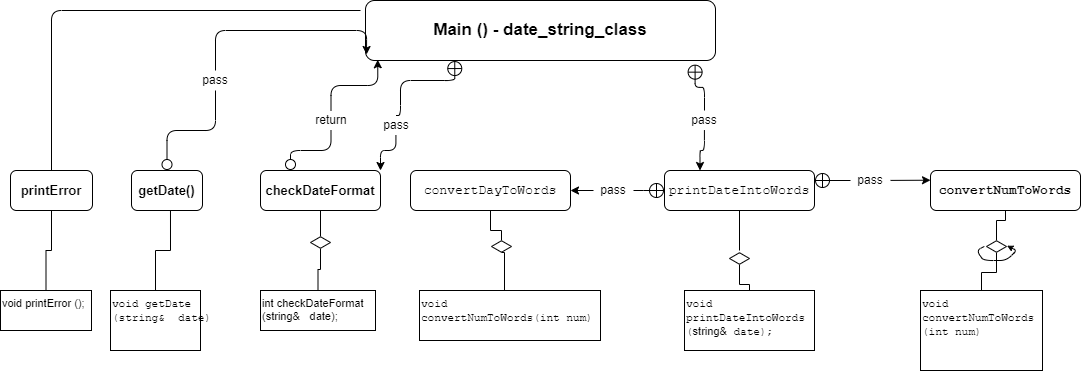 Main () - date_string_class
pass
return
pass
pass
printError
getDate()
checkDateFormat
convertDayToWords
pass
printDateIntoWords
pass
convertNumToWords
void printError ();
void getDate
(string&  date)
int checkDateFormat
(string&  date);
void
convertNumToWords(int num)
void
printDateIntoWords
(string& date);
void
convertNumToWords
(int num)